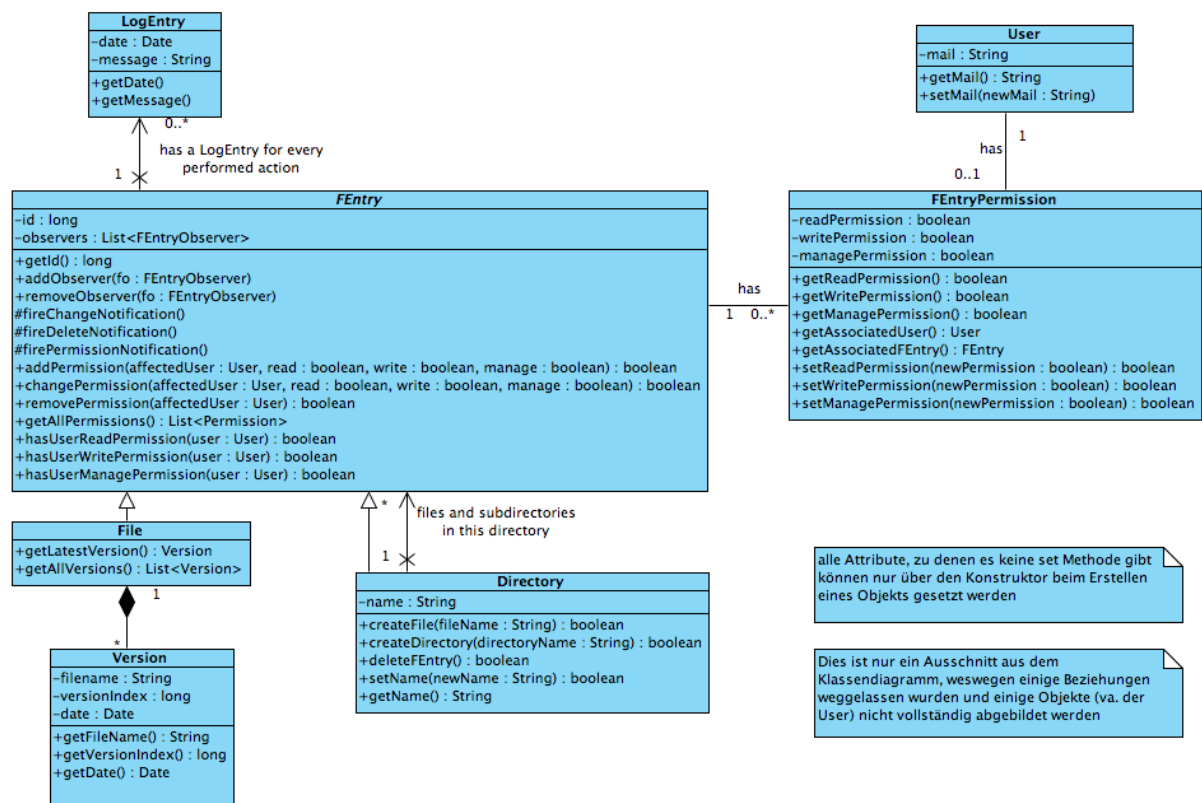 LogEntry
-date : Date
-message : String
+getDate()
+getMessage()
0..*
has a LogEntry for every
performed action
1
User
-mail : String
+getMail() : String
+setMail(newMail : String)
1
has
0..1
FEntry
-id : long
-observers : List<FEntryObserver>
+getId() : long
+addObserver(fo : FEntryObserver)
+removeObserver(fo : FEntryObserver)
#fireChangeNotification()
#fireDeleteNotification()
#firePermissionNotification()
+addPermission(affectedUser : User, read : boolean, write : boolean, manage : boolean) : boolean
+changePermission(affectedUser : User, read : boolean, write : boolean, manage : boolean) : boolean
+removePermission(affectedUser : User) : boolean
+getAllPermissions() : List<Permission>
+hasUserReadPermission(user : User) : boolean
+hasUserWritePermission(user : User) : boolean
+hasUserManagePermission(user : User) : boolean
has
1 0..*
FEntryPermission
-readPermission : boolean
-writePermission : boolean
-managePermission : boolean
+getReadPermission() : boolean
+getWritePermission() : boolean
+getManagePermission() : boolean
+getAssociatedUser() : User
+getAssociatedFEntry() : FEntry
+setReadPermission(newPermission : boolean) : boolean
+setWritePermission(newPermission : boolean) : boolean
+setManagePermission(newPermission : boolean) : boolean
File
+getLatestVersion() : Version
+getAllVersions() : List<Version>
1
*
Version
-filename : String
-versionIndex : long
-date : Date
+getFileName() : String
+getVersionIndex() : long
+getDate() : Date
*
files and subdirectories
in this directory
1
Directory
-name : String
+createFile(fileName : String) : boolean
+createDirectory(directoryName : String) : boolean
+deleteFEntry() : boolean
+setName(newName : String) : boolean
+getName() : String
alle Attribute, zu denen es keine set Methode gibt
können nur über den Konstruktor beim Erstellen
eines Objekts gesetzt werden
Dies ist nur ein Ausschnitt aus dem
Klassendiagramm, weswegen einige Beziehungen
weggelassen wurden und einige Objekte (va. der
User) nicht vollständig abgebildet werden